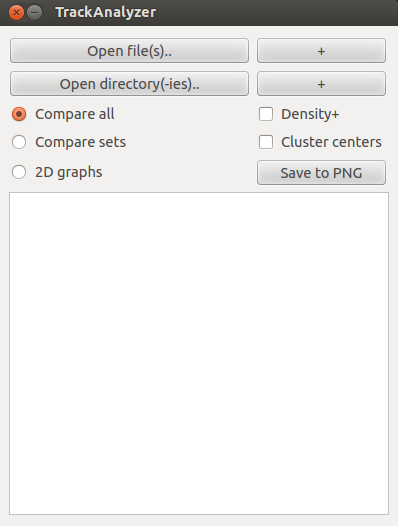 TrackAnalyzer
Open file(s)..
+
Open directory(-ies)..
+
Compare all
Density+
Compare sets
Cluster centers
2D graphs
Save to PNG